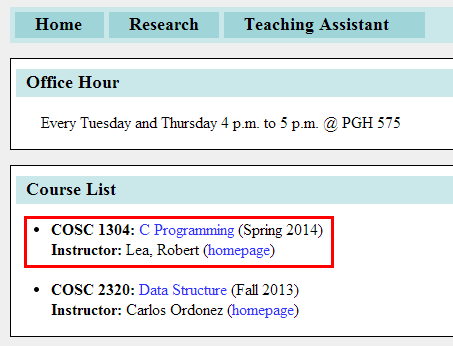 Home Research Teaching Assistant
Office Hour
Every Tuesday and Thursday 4 p.m. to 5 p.m. @ PGH 575
Course List
COSC 1304: C Programming (Spring 2014)
Instructor: Lea, Robert (homepage)
COSC 2320: Data Structure (Fall 2013)
Instructor: Carlos Ordonez (homepage)